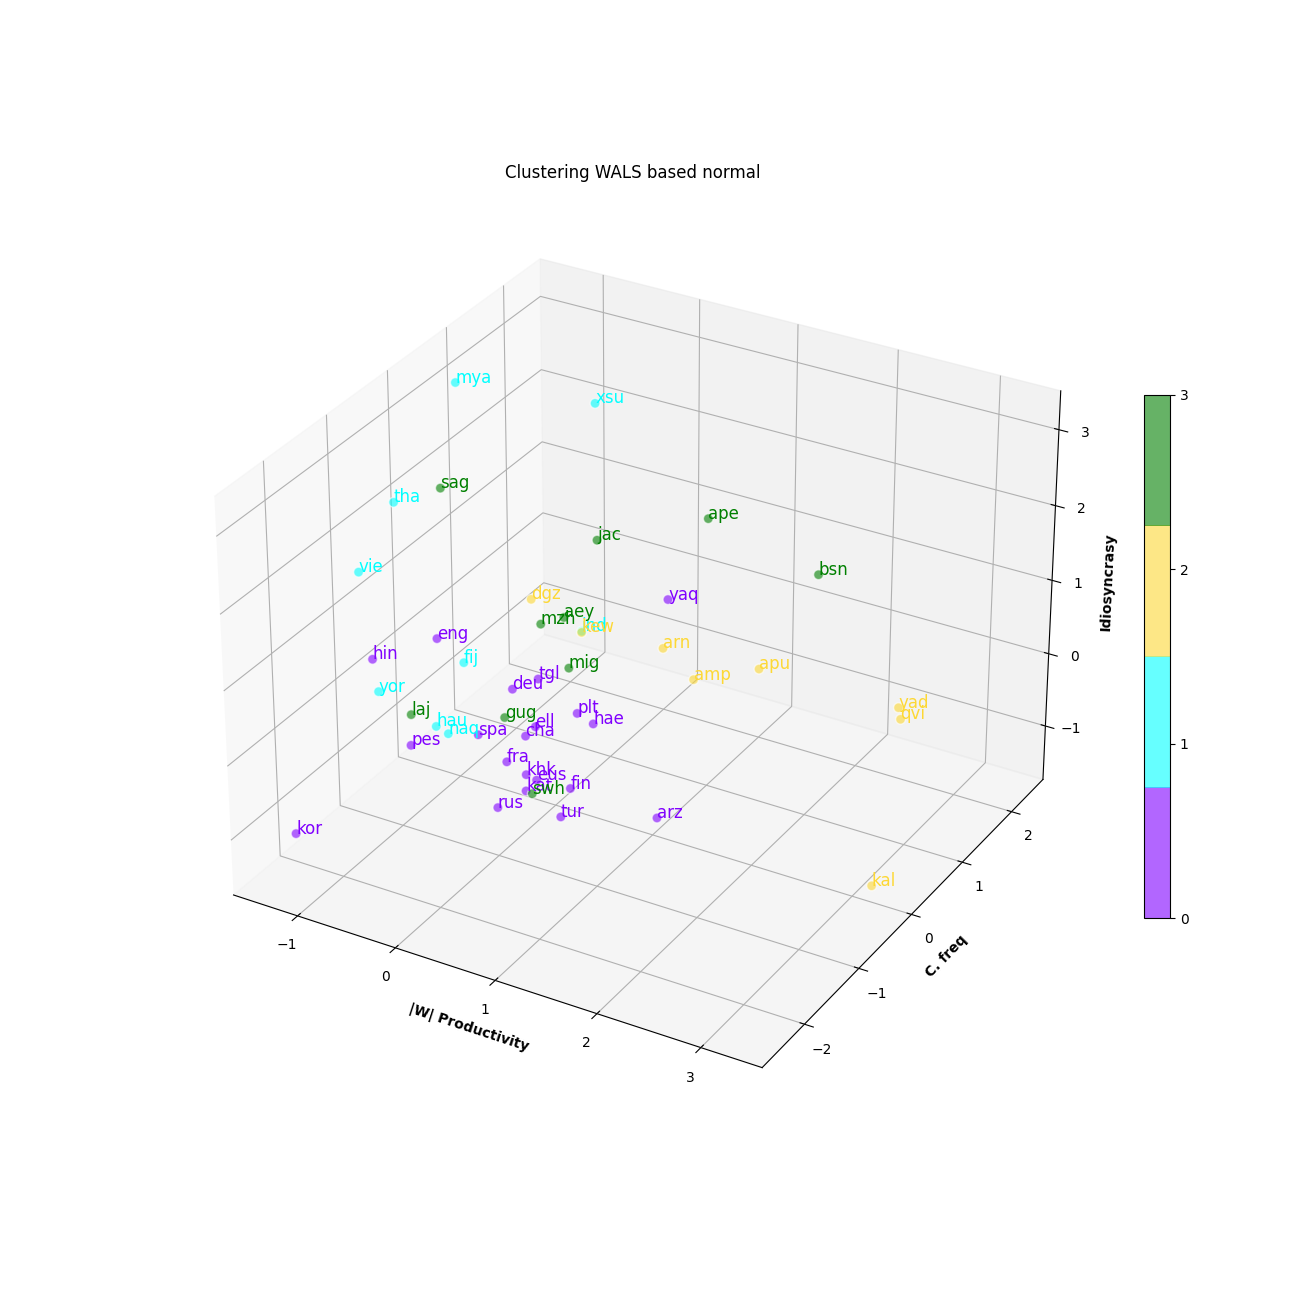 Clustering WALS based normal
mya
xsu
sag
tha
ape
jac
vie
bsn
dgz
yaq
aey
mzh
kew
eng
arn
hin
fij
mig
apu
tgl
amp
deu
yor
yad
plt
laj
gug
qvi
hae
hau
ell
naq
spa
cha
pes
fra
khk
eus
kat
fin
swh
rus
tur
arz
kor
kal
3
2
1
0
−1
Idiosyncrasy
2
1
0
−1
−2
C. freq
−1
0
1
2
3
|W| Productivity
3
2
1
0